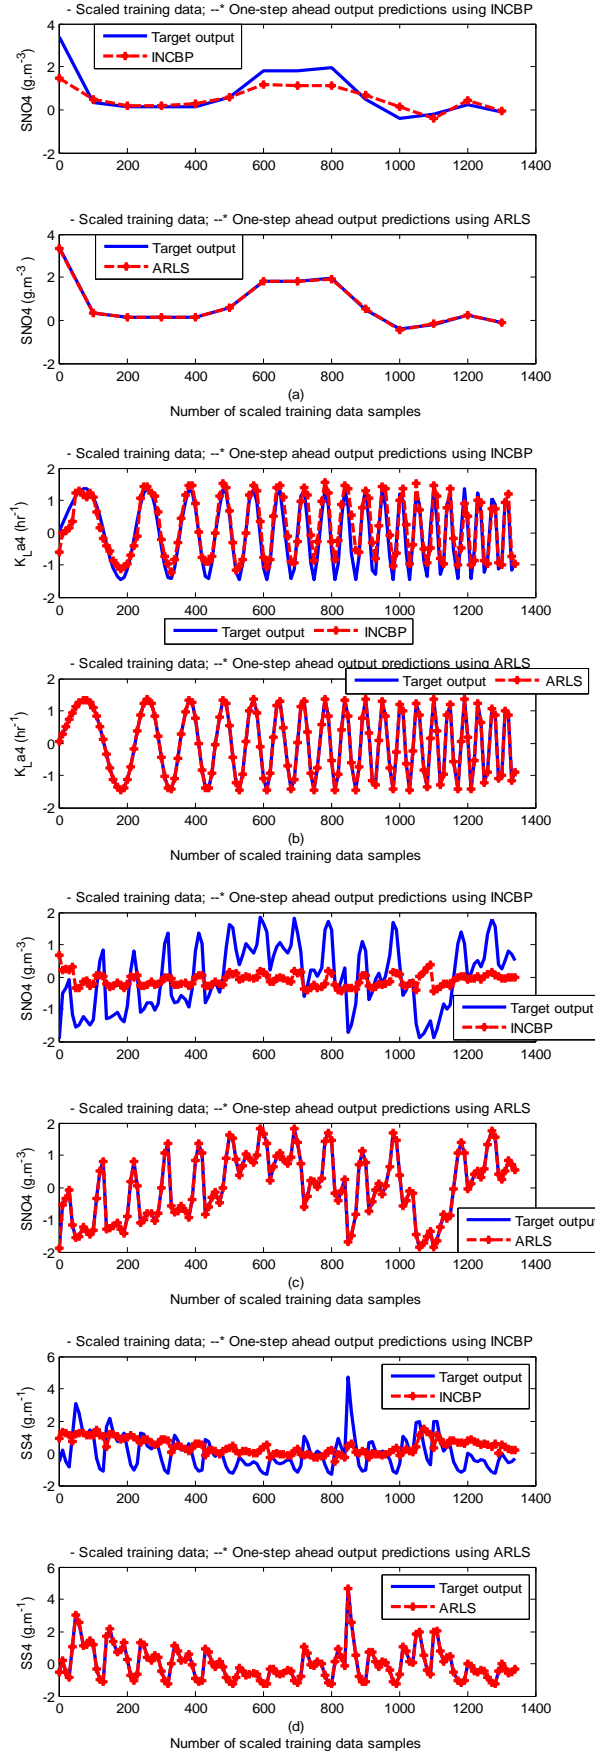 - Scaled training data; --* One-step ahead output predictions using INCBP
4
2
0
-2
SNO4 (g.m-3)
Target output
INCBP
0 200 400 600 800 1000 1200 1400
- Scaled training data; --* One-step ahead output predictions using ARLS
4
2
0
-2
SNO4 (g.m-3)
Target output
ARLS
0 200 400 600 800 1000 1200 1400
(a)
Number of scaled training data samples
- Scaled training data; --* One-step ahead output predictions using INCBP
2
1
0
-1
-2
KLa4 (hr-1)
0 200 400 600 800 1000 1200 1400
Target output INCBP
- Scaled training data; --* One-step ahead output predictions using ARLS
2
1
0
-1
-2
KLa4 (hr-1)
Target output ARLS
0 200 400 600 800 1000 1200 1400
(b)
Number of scaled training data samples
- Scaled training data; --* One-step ahead output predictions using INCBP
2
1
0
-1
-2
SNO4 (g.m-3)
Target output
INCBP
0 200 400 600 800 1000 1200 1400
- Scaled training data; --* One-step ahead output predictions using ARLS
2
1
0
-1
-2
SNO4 (g.m-3)
Target output
ARLS
0 200 400 600 800 1000 1200 1400
(c)
Number of scaled training data samples
- Scaled training data; --* One-step ahead output predictions using INCBP
6
4
2
0
-2
SS4 (g.m-1)
Target output
INCBP
0 200 400 600 800 1000 1200 1400
- Scaled training data; --* One-step ahead output predictions using ARLS
6
4
2
0
-2
SS4 (g.m-1)
Target output
ARLS
0 200 400 600 800 1000 1200 1400
(d)
Number of scaled training data samples